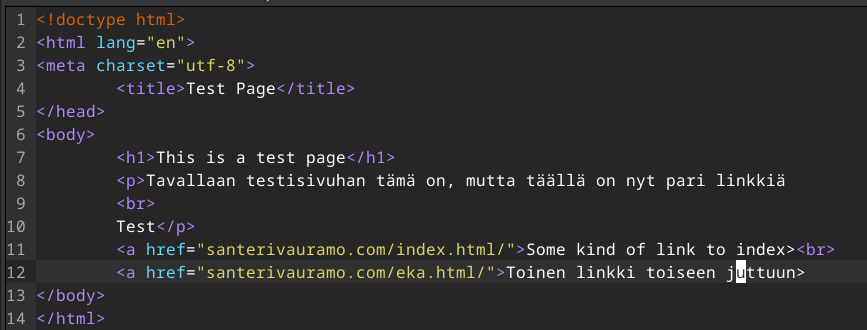 1 <!doctype html>
2 <html lang="en">
3 <meta charset="utf-8">
4 <title>Test Page</title>
5 </head>
6 <body>
7 <h1>This is a test page</h1>
8 <p>Tavallaan testisivuhan tämä on, mutta täällä on nyt pari linkkiä
9 <br>
10 Test</p>
11 <a href="santerivauramo.com/index.html/">Some kind of link to index><br>
12 <a href="santerivauramo.com/eka.html/">Toinen linkki toiseen juttuun>
13 </body>
14 </html>